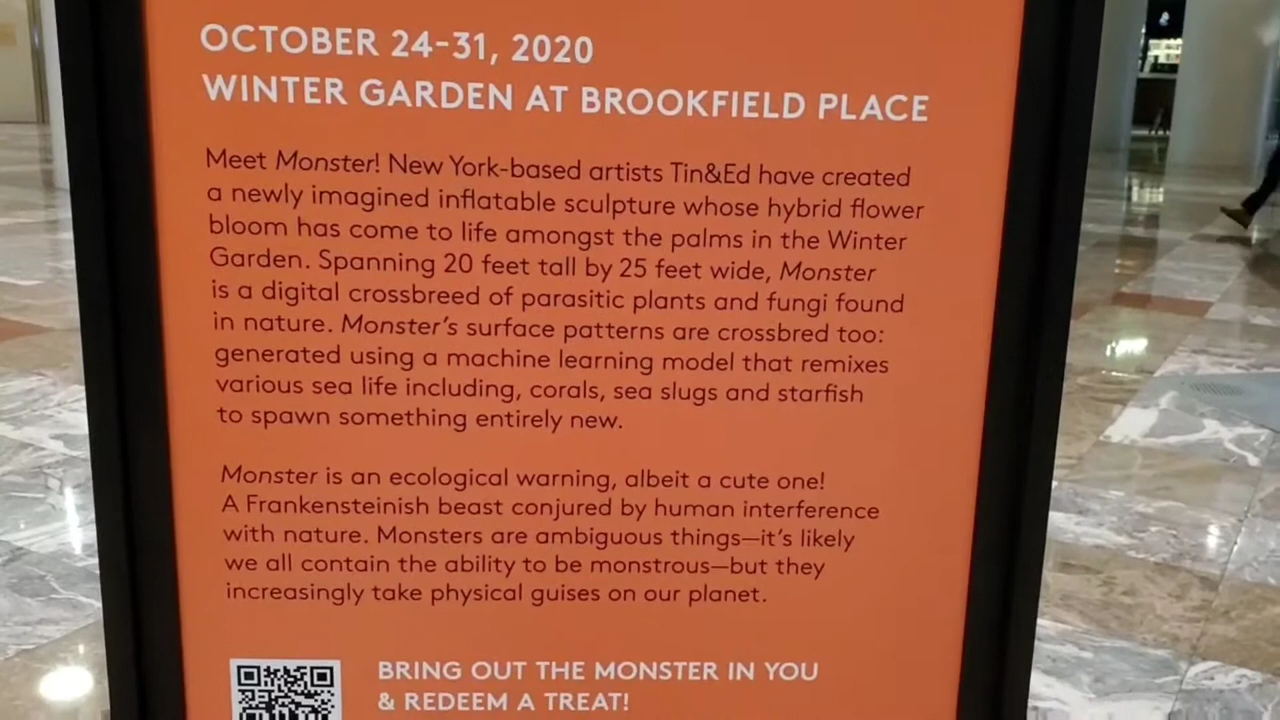 OCTOBER 24-31, 2020
WINTER GARDEN AT BROOKFIELD PLACE
Meet Monster! New York-based artists Tin&Ed have created
a newly imagined inflatable sculpture whose hybrid flower
bloom has come to life amongst the palms in the Winter
Garden. Spanning 20 feet tall by 25 feet wide, Monster
is a digital crossbreed of parasitic plants and fungi found
in nature. Monster's surface patterns are crossbred too:
generated using a machine learning model that remixes
various sea life including, corals, sea slugs and starfish
to spawn something entirely new.
Monster is an ecological warning, albeit a cute one!
A Frankensteinish beast conjured by human interference
with nature. Monsters are ambiguous things—it's likely
we all contain the ability to be monstrous—but they
increasingly take physical guises on our planet.
BRING OUT THE MONSTER IN YOU
& REDEEM A TREAT!